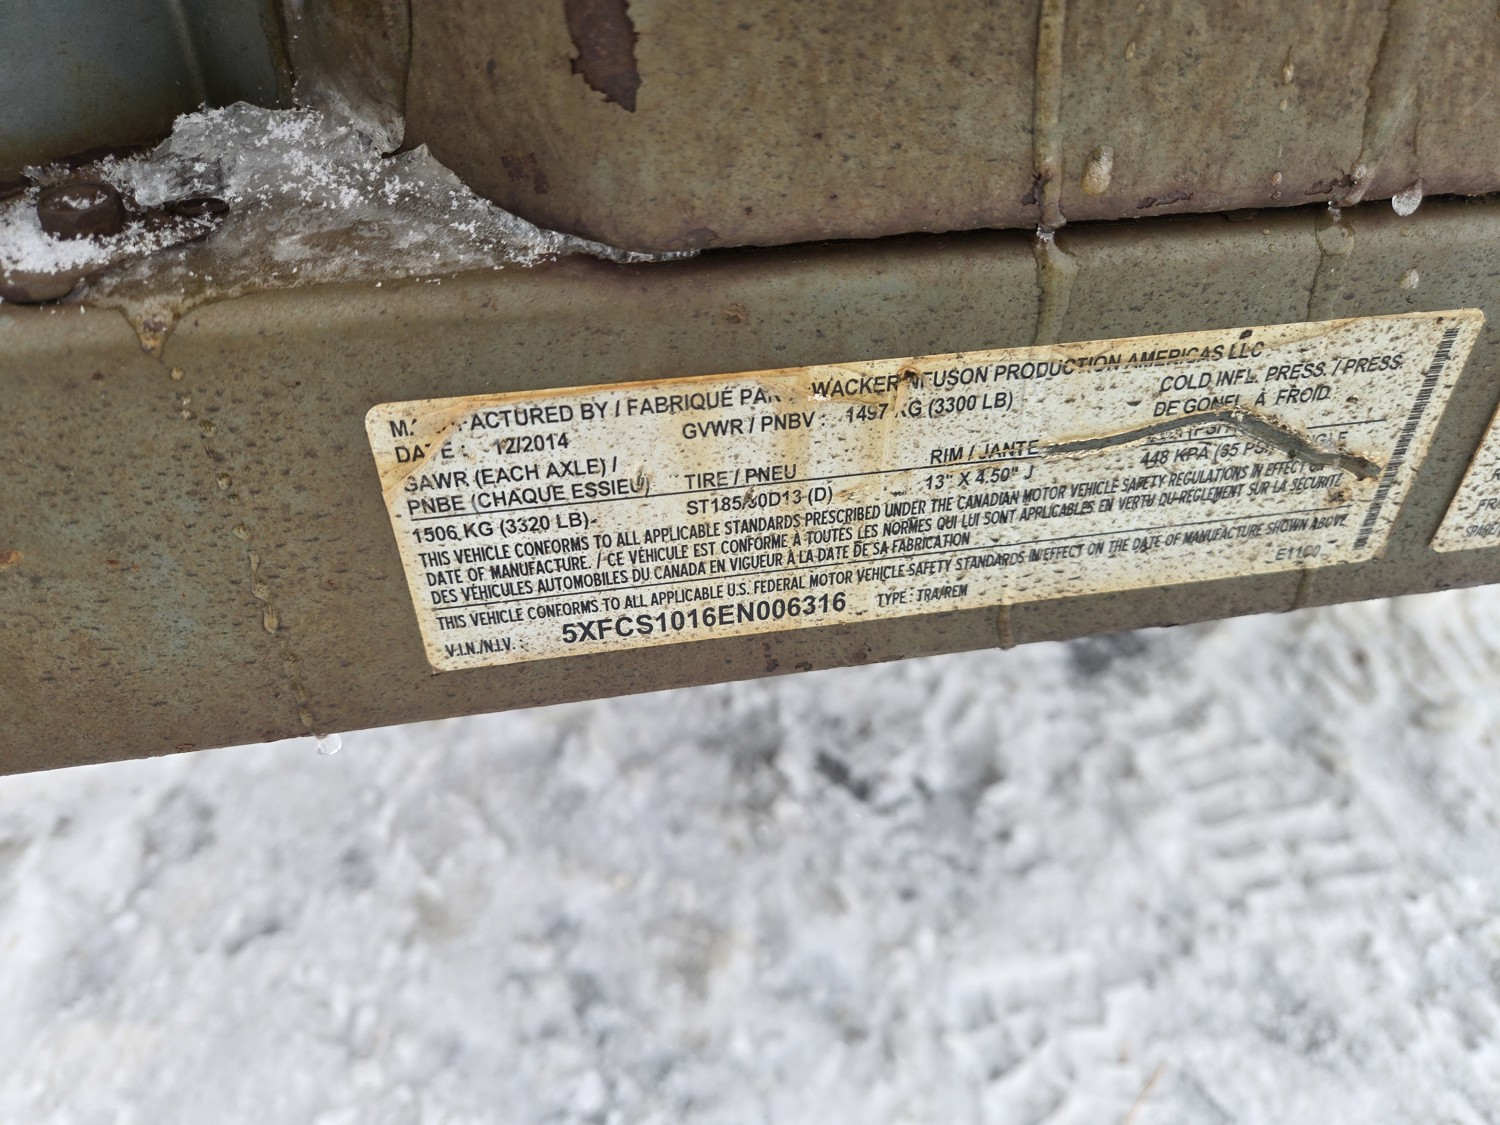 MANUFACTURED BY / FABRIQUÉ PAR : WACKER NEUSON PRODUCTION AMERICAS LLC
DATE : 12/2014 GVWR / PNBV : 1497 KG (3300 LB) COLD INFL. PRESS. / PRESS.
DE GONFL. À FROID
GAWR (EACH AXLE) / TIRE / PNEU RIM / JANTE
PNBE (CHAQUE ESSIEU)
1506 KG (3320 LB) ST185/80D13 (D) 13" X 4.50" J 448 KPA (65 PSI) SINGLE
THIS VEHICLE CONFORMS TO ALL APPLICABLE STANDARDS PRESCRIBED UNDER THE CANADIAN MOTOR VEHICLE SAFETY REGULATIONS IN EFFECT ON
DATE OF MANUFACTURE. / CE VÉHICULE EST CONFORME À TOUTES LES NORMES QUI LUI SONT APPLICABLES EN VERTU DU RÈGLEMENT SUR LA SÉCURITÉ
DES VÉHICULES AUTOMOBILES DU CANADA EN VIGUEUR À LA DATE DE SA FABRICATION
THIS VEHICLE CONFORMS TO ALL APPLICABLE U.S. FEDERAL MOTOR VEHICLE SAFETY STANDARDS IN EFFECT ON THE DATE OF MANUFACTURE SHOWN ABOVE
V.I.N./N.I.V. : 5XFCS1016EN006316 TYPE : TRA/REM